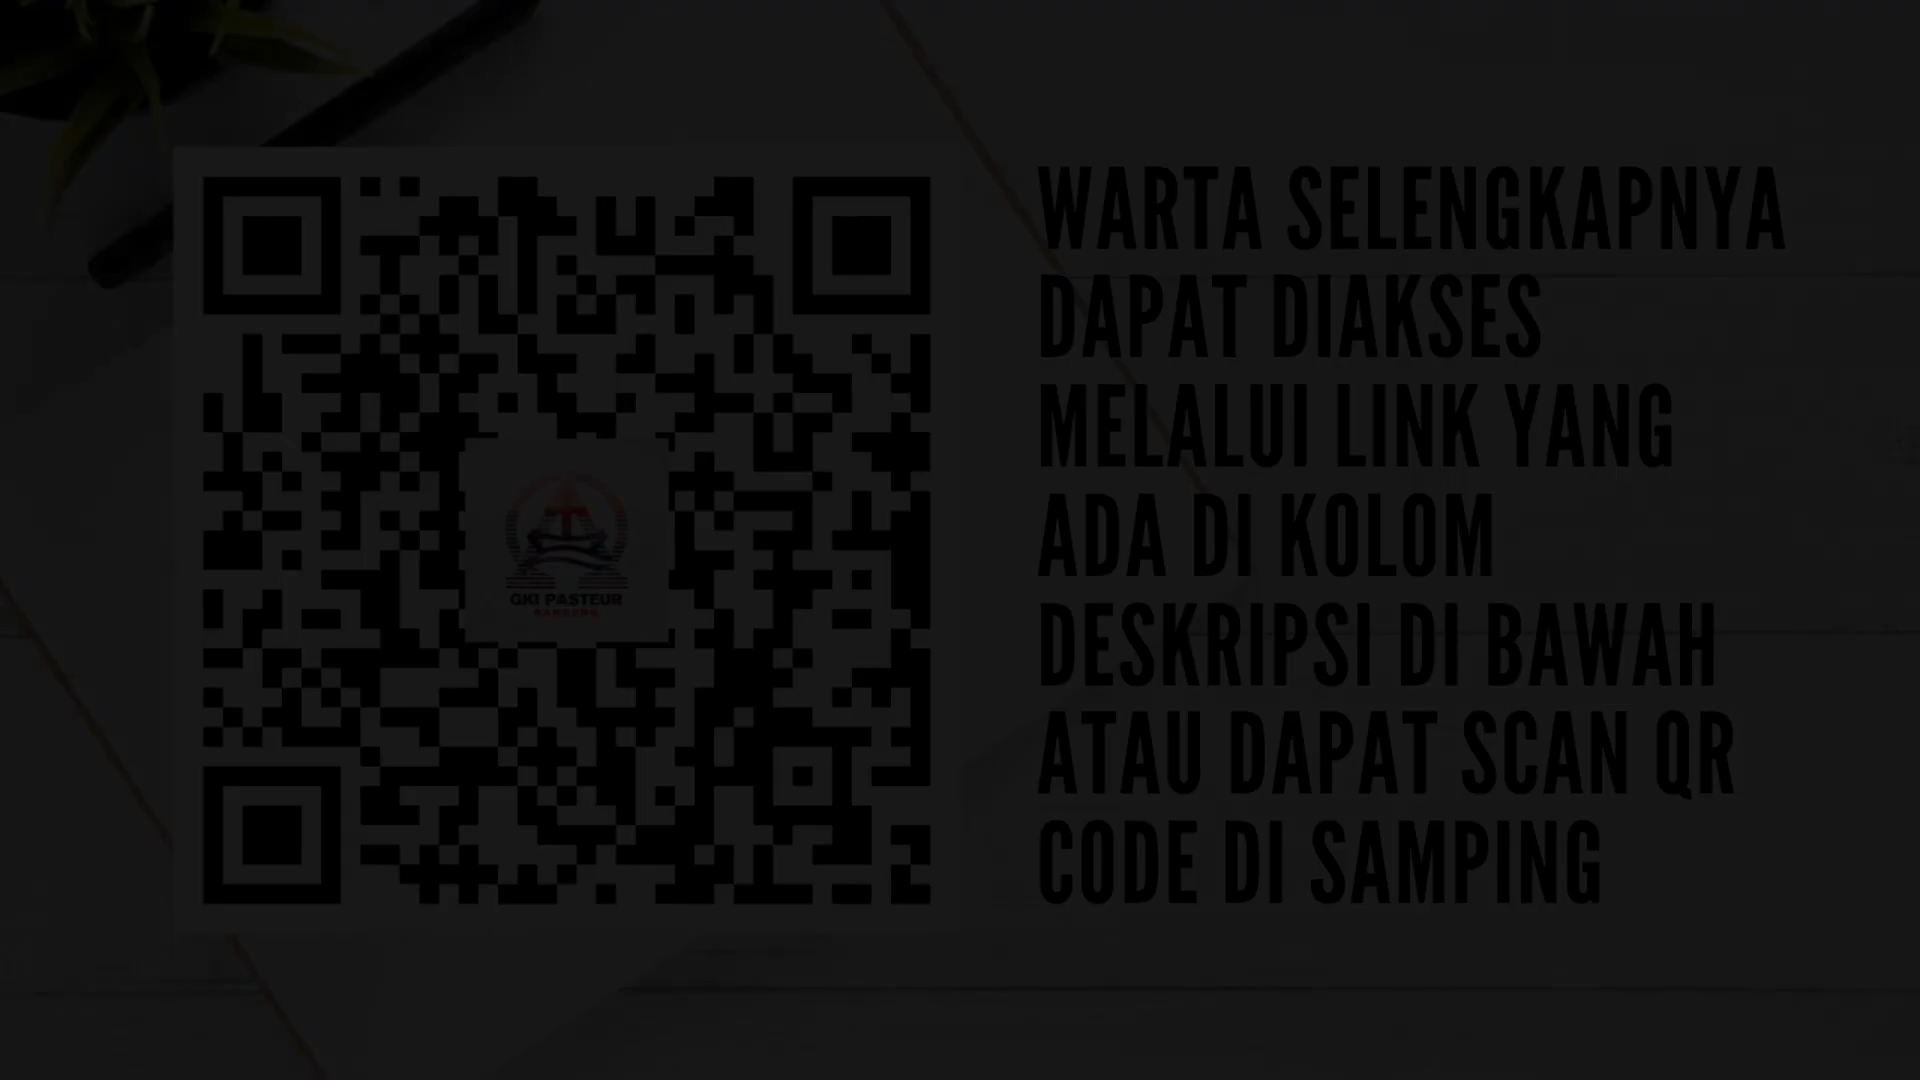 WARTA SELENGKAPNYA
DAPAT DIAKSES
MELALUI LINK YANG
ADA DI KOLOM
DESKRIPSI DI BAWAH
ATAU DAPAT SCAN QR
CODE DI SAMPING
GKI PASTEUR
BANDUNG